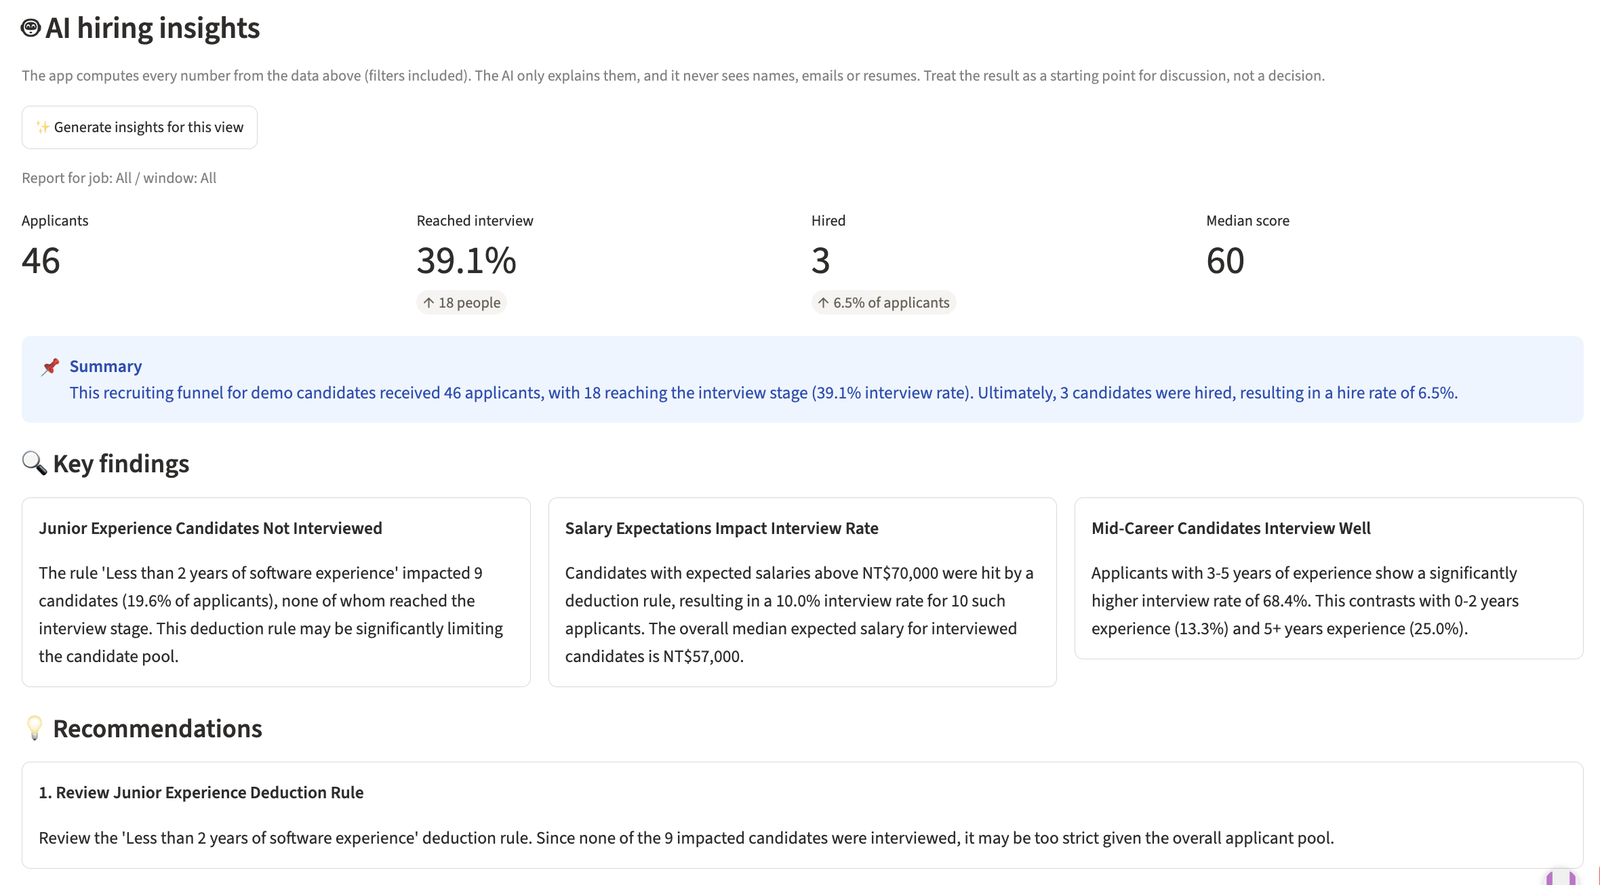 AI hiring insights
The app computes every number from the data above (filters included). The AI only explains them, and it never sees names, emails or resumes. Treat the result as a starting point for discussion, not a decision.
✨ Generate insights for this view
Report for job: All / window: All
Applicants
46
Reached interview
39.1%
↑ 18 people
Hired
3
↑ 6.5% of applicants
Median score
60
📌 Summary
This recruiting funnel for demo candidates received 46 applicants, with 18 reaching the interview stage (39.1% interview rate). Ultimately, 3 candidates were hired, resulting in a hire rate of 6.5%.
🔍 Key findings
Junior Experience Candidates Not Interviewed
The rule 'Less than 2 years of software experience' impacted 9
candidates (19.6% of applicants), none of whom reached the
interview stage. This deduction rule may be significantly limiting
the candidate pool.
Salary Expectations Impact Interview Rate
Candidates with expected salaries above NT$70,000 were hit by a
deduction rule, resulting in a 10.0% interview rate for 10 such
applicants. The overall median expected salary for interviewed
candidates is NT$57,000.
Mid-Career Candidates Interview Well
Applicants with 3-5 years of experience show a significantly
higher interview rate of 68.4%. This contrasts with 0-2 years
experience (13.3%) and 5+ years experience (25.0%).
💡 Recommendations
1. Review Junior Experience Deduction Rule
Review the 'Less than 2 years of software experience' deduction rule. Since none of the 9 impacted candidates were interviewed, it may be too strict given the overall applicant pool.